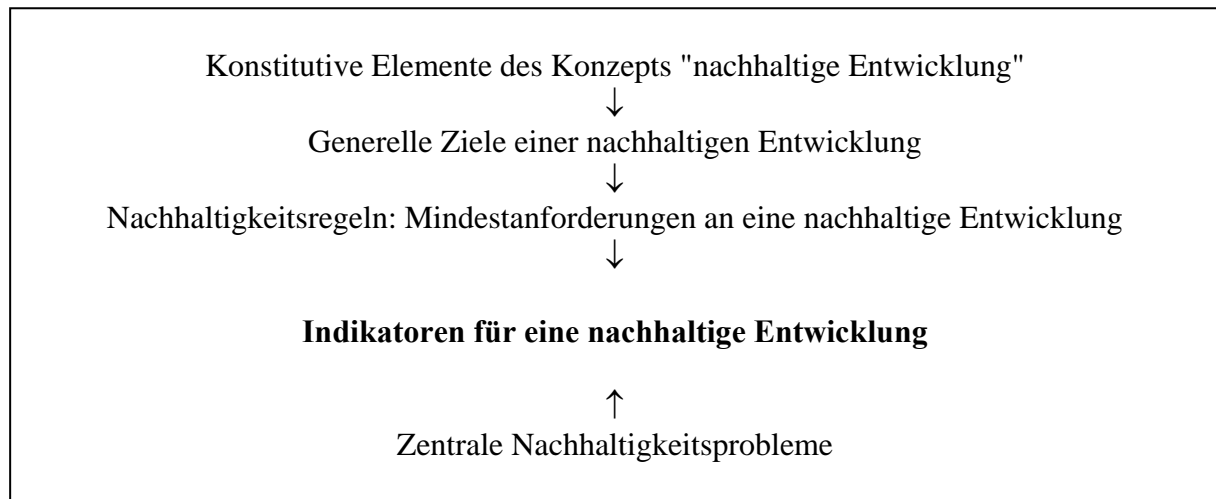 Konstitutive Elemente des Konzepts "nachhaltige Entwicklung"
↓
Generelle Ziele einer nachhaltigen Entwicklung
↓
Nachhaltigkeitsregeln: Mindestanforderungen an eine nachhaltige Entwicklung
↓
Indikatoren für eine nachhaltige Entwicklung
↑
Zentrale Nachhaltigkeitsprobleme